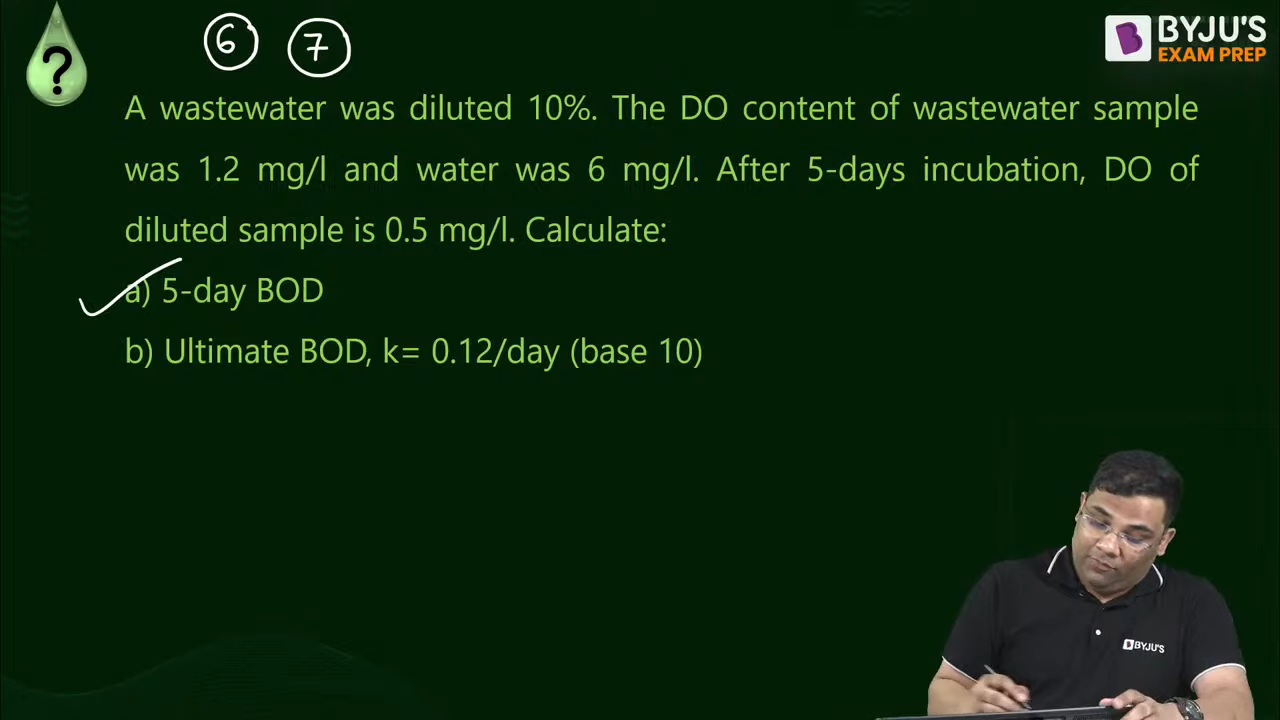 6 7
BYJU'S
EXAM PREP
?
A wastewater was diluted 10%. The DO content of wastewater sample
was 1.2 mg/l and water was 6 mg/l. After 5-days incubation, DO of
diluted sample is 0.5 mg/l. Calculate:
a) 5-day BOD
b) Ultimate BOD, k= 0.12/day (base 10)
BYJU'S